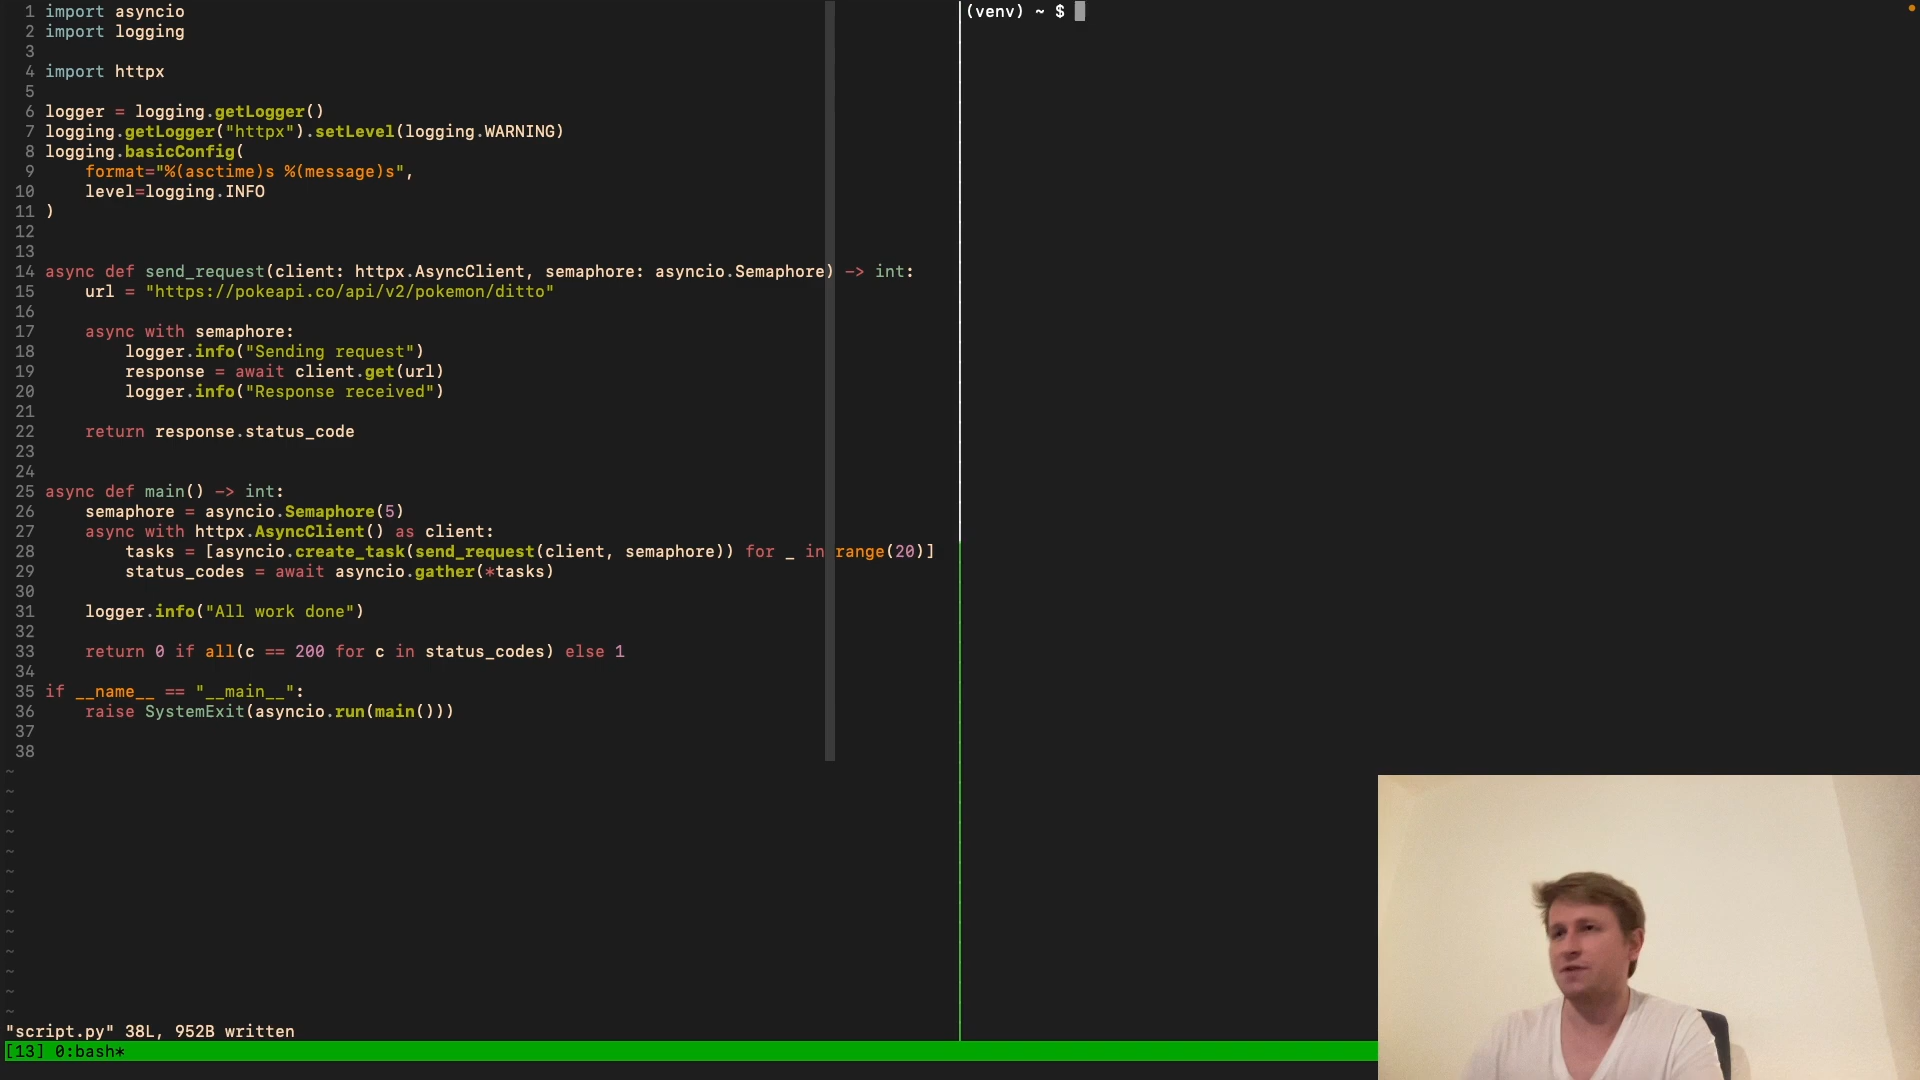 1 import asyncio
2 import logging
3
4 import httpx
5
6 logger = logging.getLogger()
7 logging.getLogger("httpx").setLevel(logging.WARNING)
8 logging.basicConfig(
9     format="%(asctime)s %(message)s",
10     level=logging.INFO
11 )
12
13
14 async def send_request(client: httpx.AsyncClient, semaphore: asyncio.Semaphore) -> int:
15     url = "https://pokeapi.co/api/v2/pokemon/ditto"
16
17     async with semaphore:
18         logger.info("Sending request")
19         response = await client.get(url)
20         logger.info("Response received")
21
22     return response.status_code
23
24
25 async def main() -> int:
26     semaphore = asyncio.Semaphore(5)
27     async with httpx.AsyncClient() as client:
28         tasks = [asyncio.create_task(send_request(client, semaphore)) for _ in range(20)]
29         status_codes = await asyncio.gather(*tasks)
30
31     logger.info("All work done")
32
33     return 0 if all(c == 200 for c in status_codes) else 1
34
35 if __name__ == "__main__":
36     raise SystemExit(asyncio.run(main()))
37
38
~
~
~
~
~
~
~
~
~
~
~
~
~
"script.py" 38L, 952B written
[13] 0:bash*
(venv) ~ $